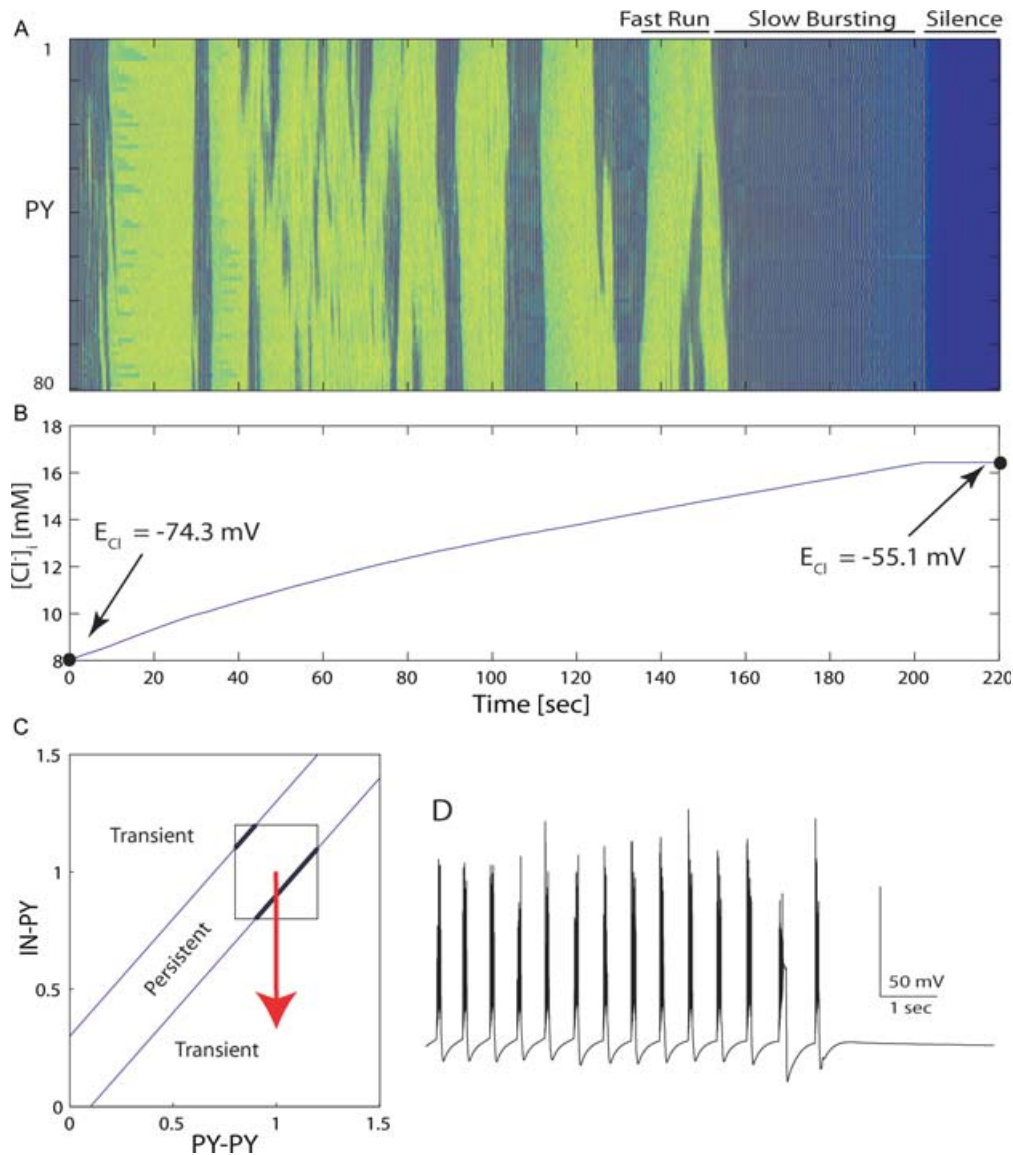 A
Fast Run Slow Bursting Silence
1
PY
80
B
18
16
14
12
10
8
[Cl-]i [mM]
ECl = -74.3 mV
ECl = -55.1 mV
0 20 40 60 80 100 120 140 160 180 200 220
Time [sec]
C
1.5
1
0.5
0
IN-PY
Transient
Persistent
Transient
0 0.5 1 1.5
PY-PY
D
50 mV
1 sec